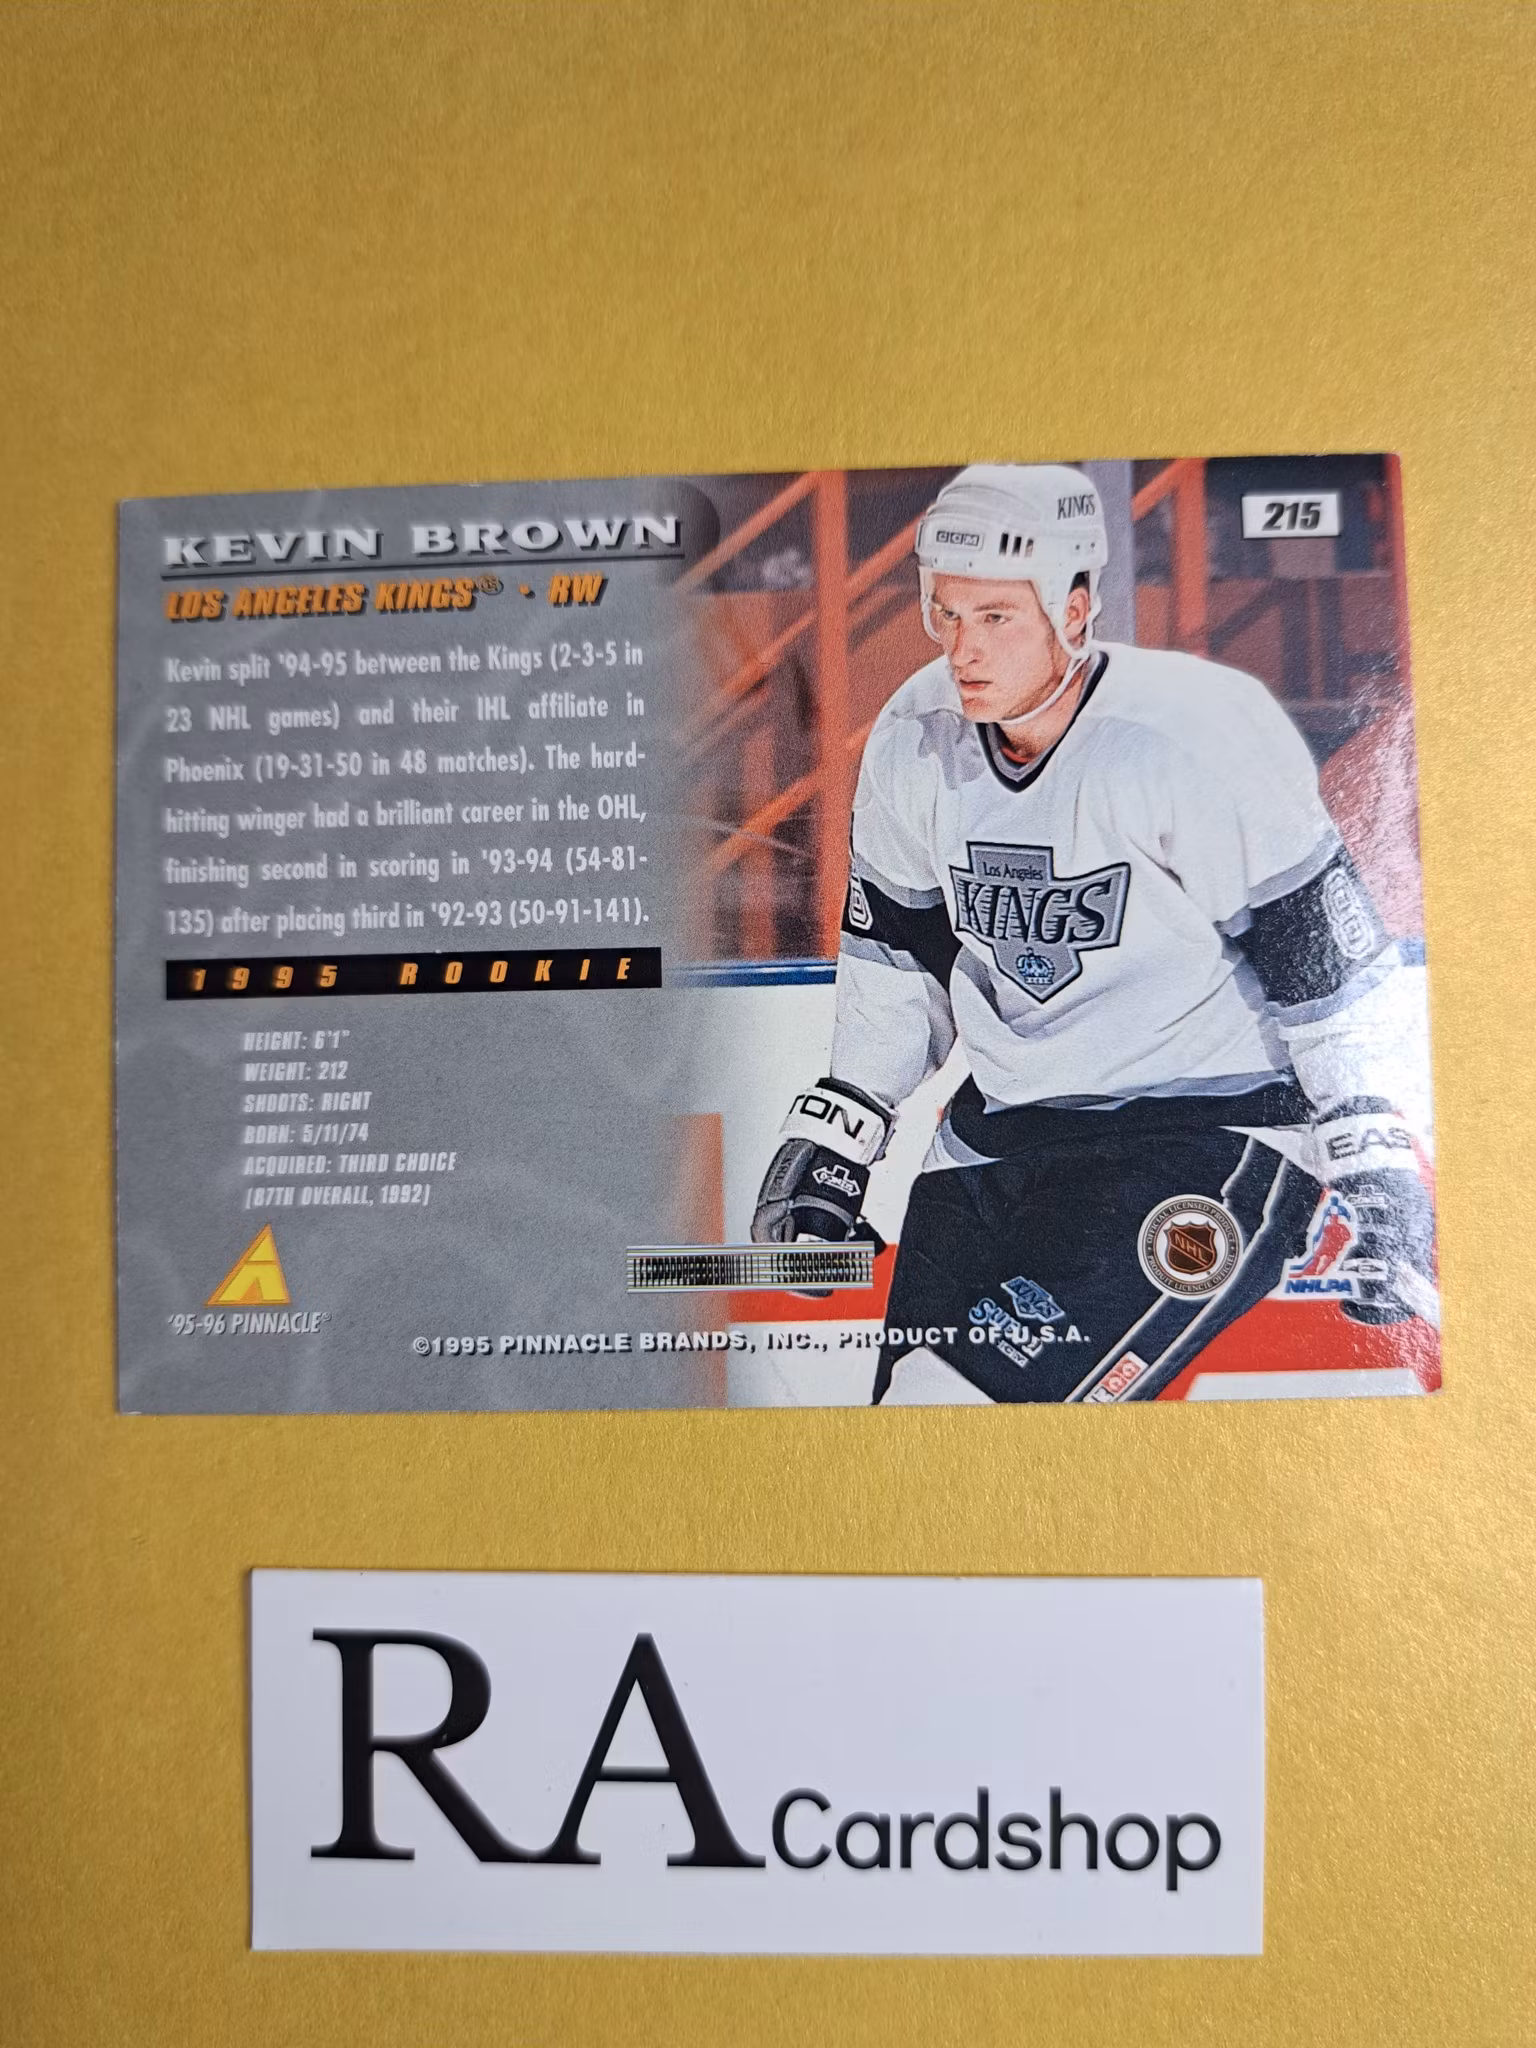 KEVIN BROWN
LOS ANGELES KINGS · RW
Kevin split '94-95 between the Kings (2-3-5 in
23 NHL games) and their IHL affiliate in
Phoenix (19-31-50 in 48 matches). The hard-
hitting winger had a brilliant career in the OHL,
finishing second in scoring in '93-94 (54-81-
135) after placing third in '92-93 (50-91-141).
1995 ROOKIE
HEIGHT: 6'1"
WEIGHT: 212
SHOOTS: RIGHT
BORN: 5/11/74
ACQUIRED: THIRD CHOICE
(87TH OVERALL, 1992)
'95-96 PINNACLE®
©1995 PINNACLE BRANDS, INC., PRODUCT OF U.S.A.
215
KINGS
CCM
Los Angeles
KINGS
TON
EAS
NHL
NHLPA
KINGS
RA Cardshop